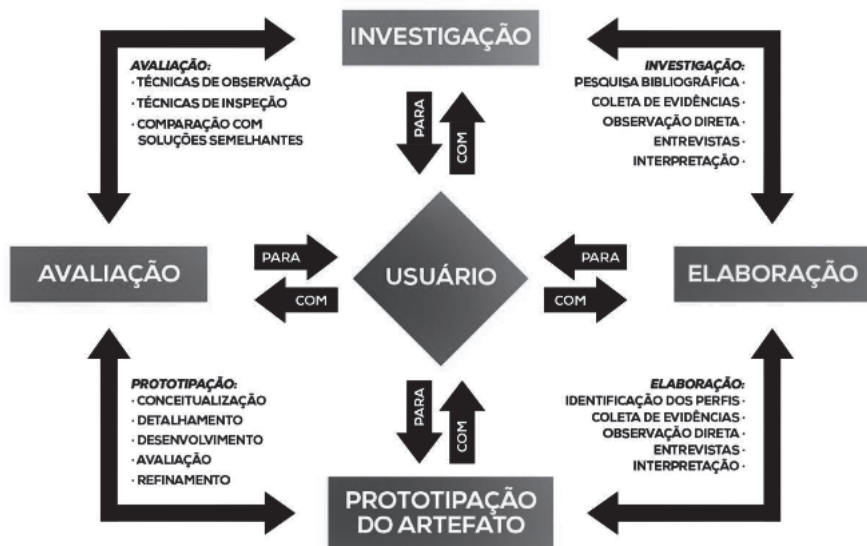 INVESTIGAÇÃO
AVALIAÇÃO:
· TÉCNICAS DE OBSERVAÇÃO
· TÉCNICAS DE INSPEÇÃO
· COMPARAÇÃO COM
SOLUÇÕES SEMELHANTES
INVESTIGAÇÃO:
PESQUISA BIBLIOGRÁFICA ·
COLETA DE EVIDÊNCIAS ·
OBSERVAÇÃO DIRETA ·
ENTREVISTAS ·
INTERPRETAÇÃO ·
PARA
COM
AVALIAÇÃO
PARA
COM
USUÁRIO
PARA
COM
ELABORAÇÃO
PROTOTIPAÇÃO:
· CONCEITUALIZAÇÃO
· DETALHAMENTO
· DESENVOLVIMENTO
· AVALIAÇÃO
· REFINAMENTO
PARA
COM
ELABORAÇÃO:
IDENTIFICAÇÃO DOS PERFIS ·
COLETA DE EVIDÊNCIAS ·
OBSERVAÇÃO DIRETA ·
ENTREVISTAS ·
INTERPRETAÇÃO ·
PROTOTIPAÇÃO
DO ARTEFATO